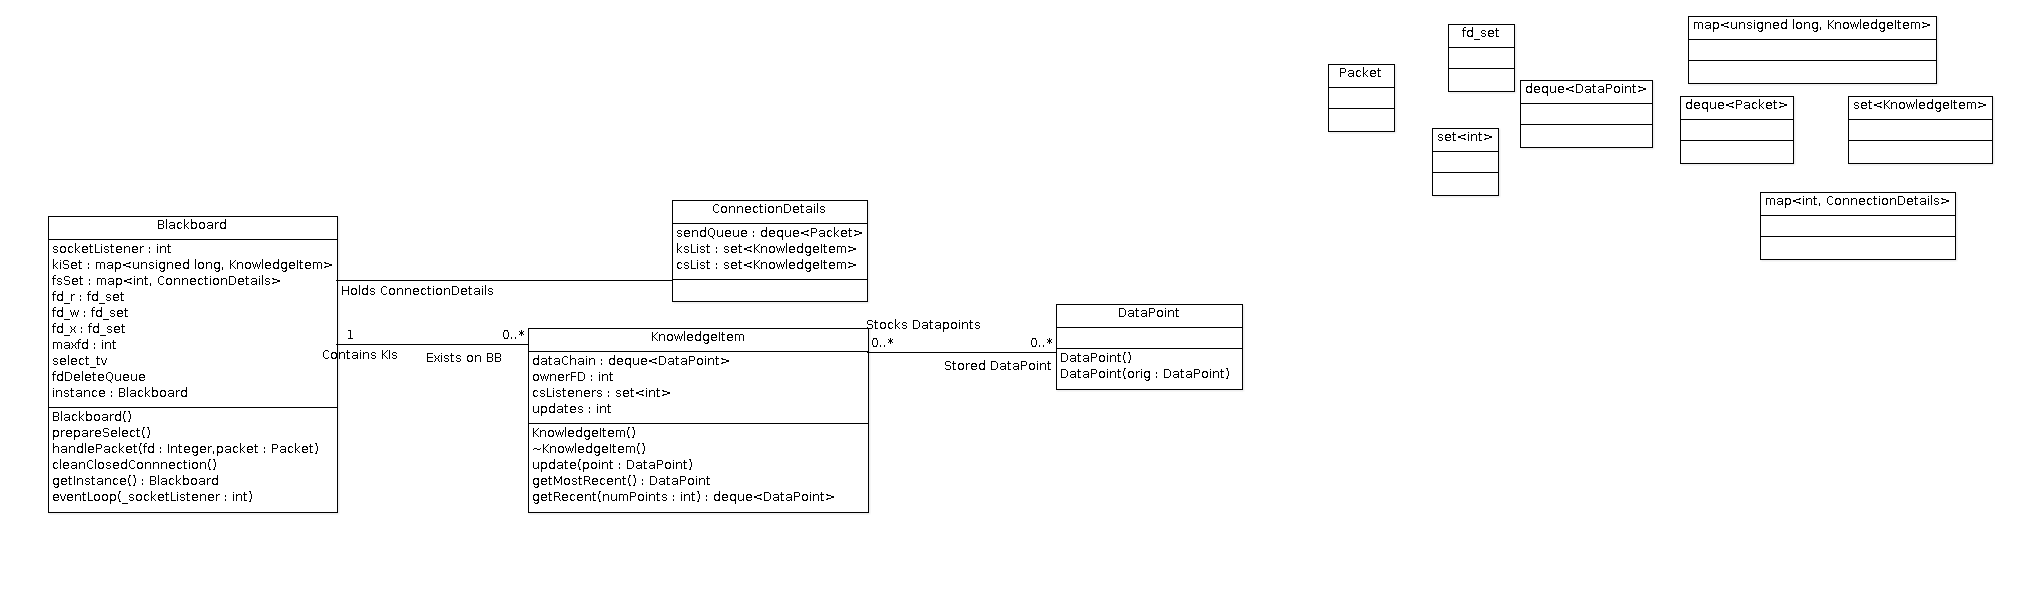 Blackboard
socketListener : int
kiSet : map<unsigned long, KnowledgeItem>
fsSet : map<int, ConnectionDetails>
fd_r : fd_set
fd_w : fd_set
fd_x : fd_set
maxfd : int
select_tv
fdDeleteQueue
instance : Blackboard
Blackboard()
prepareSelect()
handlePacket(fd : Integer,packet : Packet)
cleanClosedConnnection()
getInstance() : Blackboard
eventLoop(_socketListener : int)
Holds ConnectionDetails
1
0..*
Contains KIs
Exists on BB
ConnectionDetails
sendQueue : deque<Packet>
ksList : set<KnowledgeItem>
csList : set<KnowledgeItem>
KnowledgeItem
dataChain : deque<DataPoint>
ownerFD : int
csListeners : set<int>
updates : int
KnowledgeItem()
~KnowledgeItem()
update(point : DataPoint)
getMostRecent() : DataPoint
getRecent(numPoints : int) : deque<DataPoint>
Stocks Datapoints
0..*
0..*
Stored DataPoint
DataPoint
DataPoint()
DataPoint(orig : DataPoint)
Packet
fd_set
set<int>
deque<DataPoint>
map<unsigned long, KnowledgeItem>
deque<Packet>
set<KnowledgeItem>
map<int, ConnectionDetails>